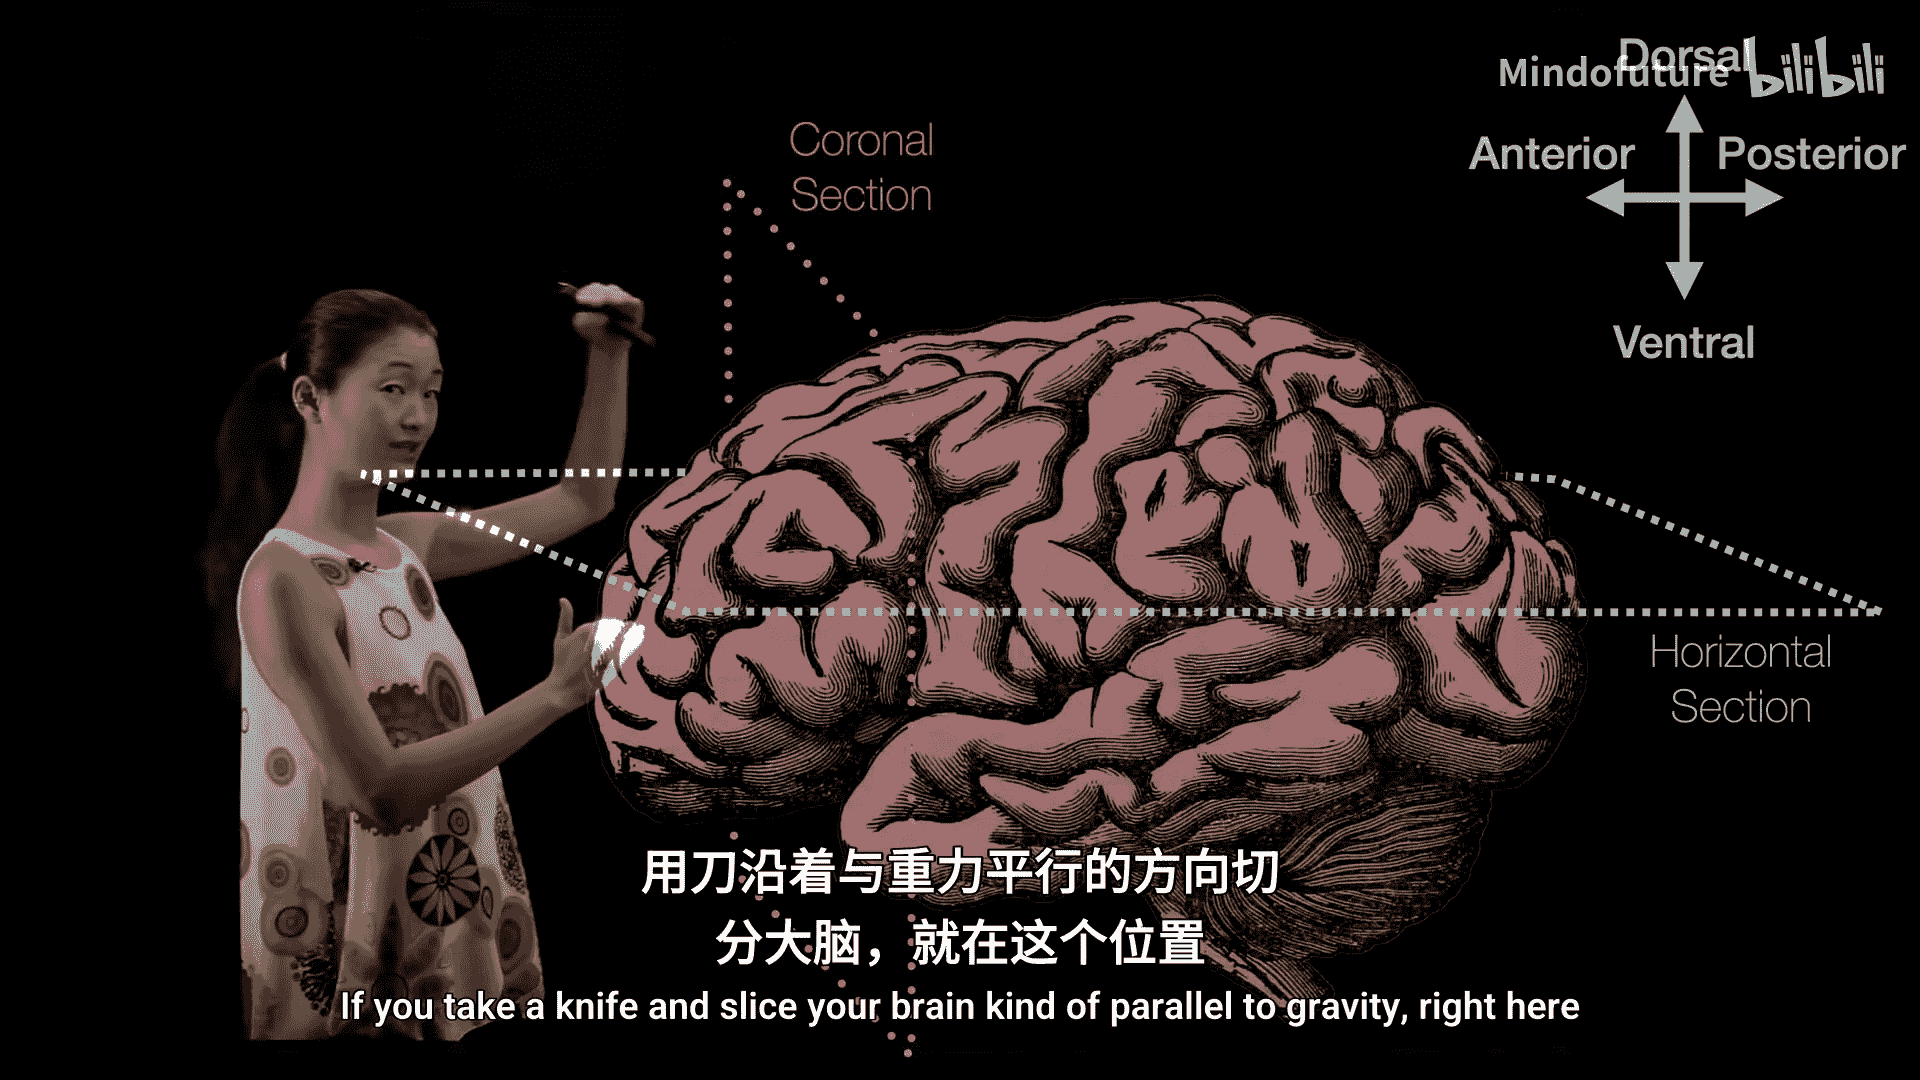 Dorsal
Mindofuture bilibili
Coronal
Section
Anterior
Posterior
Ventral
Horizontal
Section
用刀沿着与重力平行的方向切
分大脑，就在这个位置
If you take a knife and slice your brain kind of parallel to gravity, right here